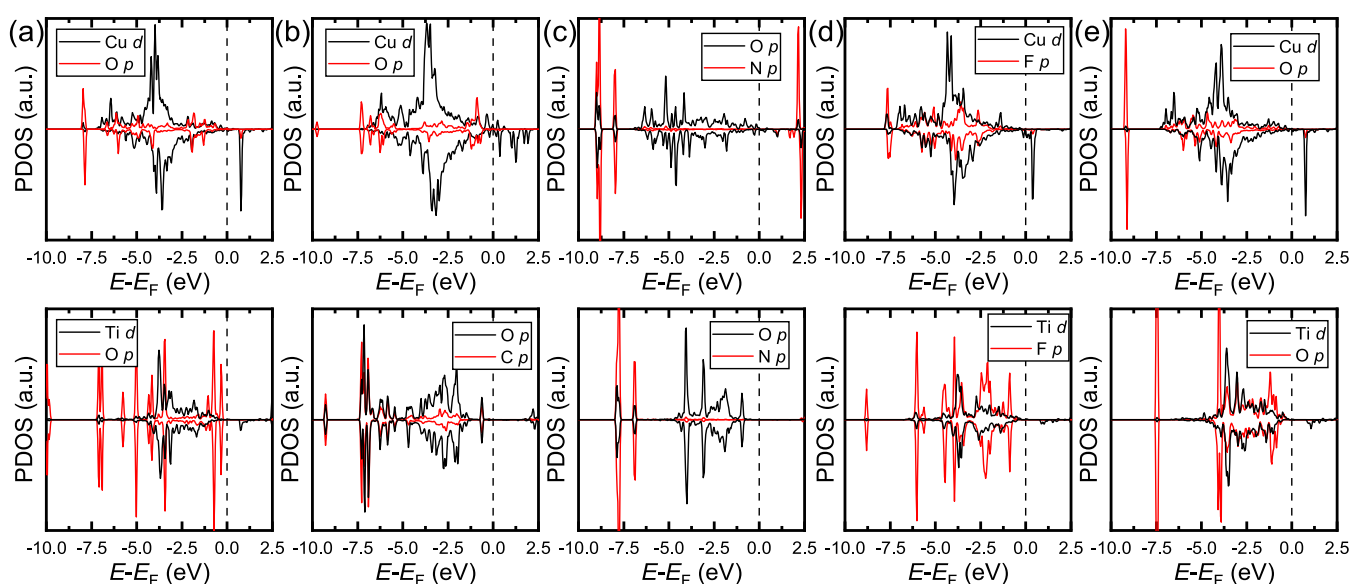 (a)
Cu d
O p
PDOS (a.u.)
-10.0 -7.5 -5.0 -2.5 0.0 2.5
E-EF (eV)
(b)
Cu d
O p
PDOS (a.u.)
-10.0 -7.5 -5.0 -2.5 0.0 2.5
E-EF (eV)
(c)
O p
N p
PDOS (a.u.)
-10.0 -7.5 -5.0 -2.5 0.0 2.5
E-EF (eV)
(d)
Cu d
F p
PDOS (a.u.)
-10.0 -7.5 -5.0 -2.5 0.0 2.5
E-EF (eV)
(e)
Cu d
O p
PDOS (a.u.)
-10.0 -7.5 -5.0 -2.5 0.0 2.5
E-EF (eV)
Ti d
O p
PDOS (a.u.)
-10.0 -7.5 -5.0 -2.5 0.0 2.5
E-EF (eV)
O p
C p
PDOS (a.u.)
-10.0 -7.5 -5.0 -2.5 0.0 2.5
E-EF (eV)
O p
N p
PDOS (a.u.)
-10.0 -7.5 -5.0 -2.5 0.0 2.5
E-EF (eV)
Ti d
F p
PDOS (a.u.)
-10.0 -7.5 -5.0 -2.5 0.0 2.5
E-EF (eV)
Ti d
O p
PDOS (a.u.)
-10.0 -7.5 -5.0 -2.5 0.0 2.5
E-EF (eV)